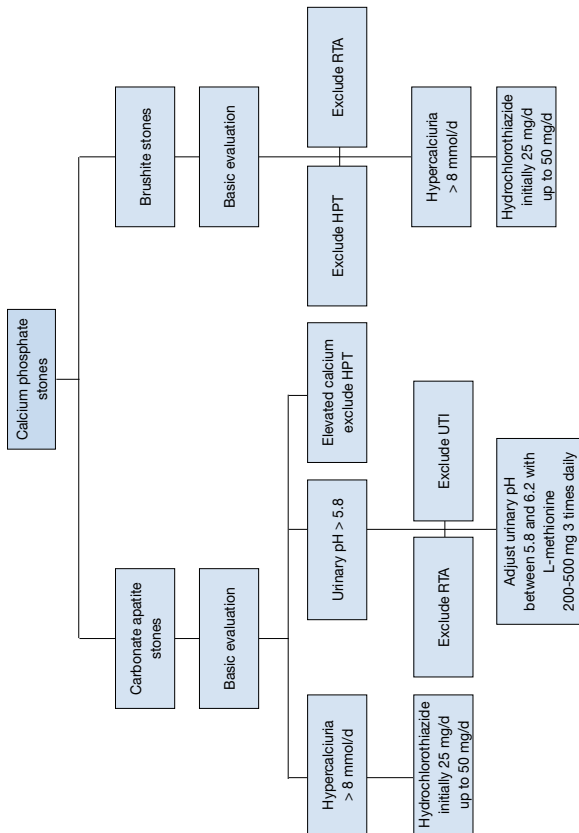 Calcium phosphate
stones
Carbonate apatite
stones
Brushite stones
Basic evaluation
Basic evaluation
Hypercalciuria
> 8 mmol/d
Urinary pH > 5.8
Elevated calcium
exclude HPT
Exclude HPT
Exclude RTA
Hydrochlorothiazide
initially 25 mg/d
up to 50 mg/d
Exclude RTA
Exclude UTI
Hypercalciuria
> 8 mmol/d
Adjust urinary pH
between 5.8 and 6.2 with
L-methionine
200-500 mg 3 times daily
Hydrochlorothiazide
initially 25 mg/d
up to 50 mg/d